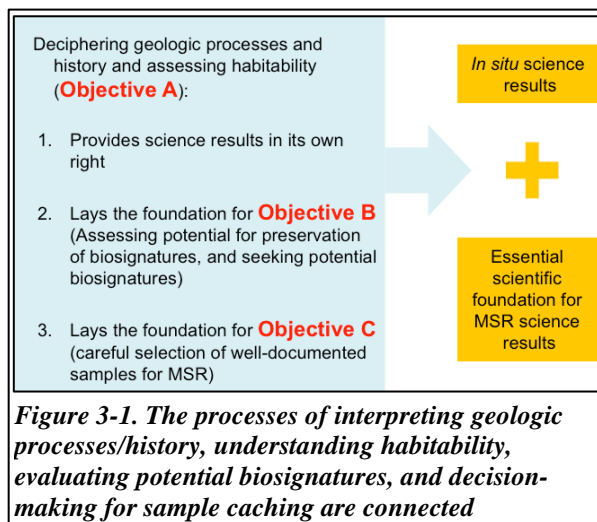 Deciphering geologic processes and
history and assessing habitability
(Objective A):
1. Provides science results in its own
right
2. Lays the foundation for Objective B
(Assessing potential for preservation
of biosignatures, and seeking potential
biosignatures)
3. Lays the foundation for Objective C
(careful selection of well-documented
samples for MSR)
In situ science
results
Essential
scientific
foundation for
MSR science
results
Figure 3-1. The processes of interpreting geologic
processes/history, understanding habitability,
evaluating potential biosignatures, and decision-
making for sample caching are connected